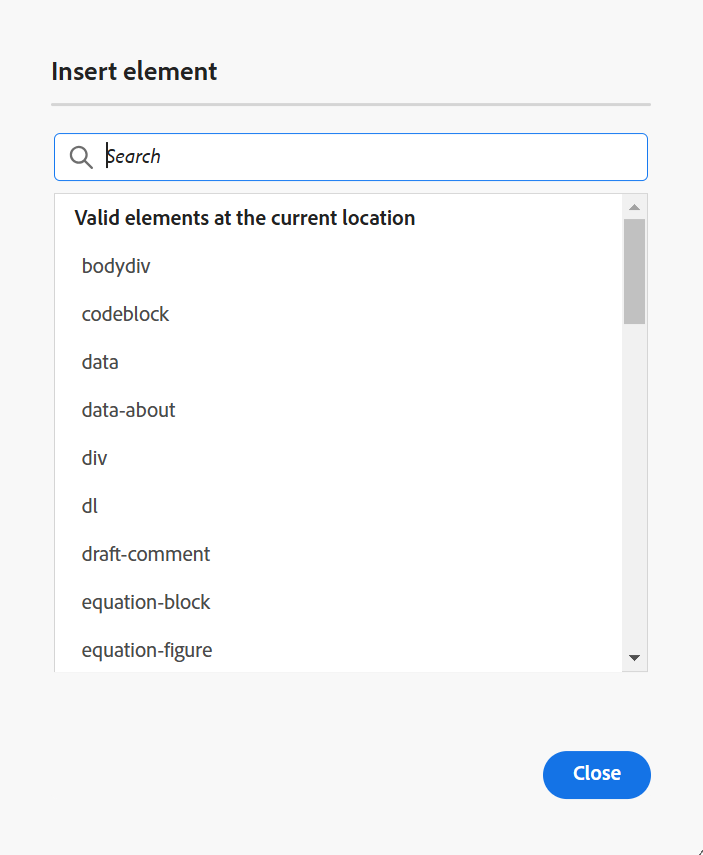 Insert element
Search
Valid elements at the current location
bodydiv
codeblock
data
data-about
div
dl
draft-comment
equation-block
equation-figure
Close